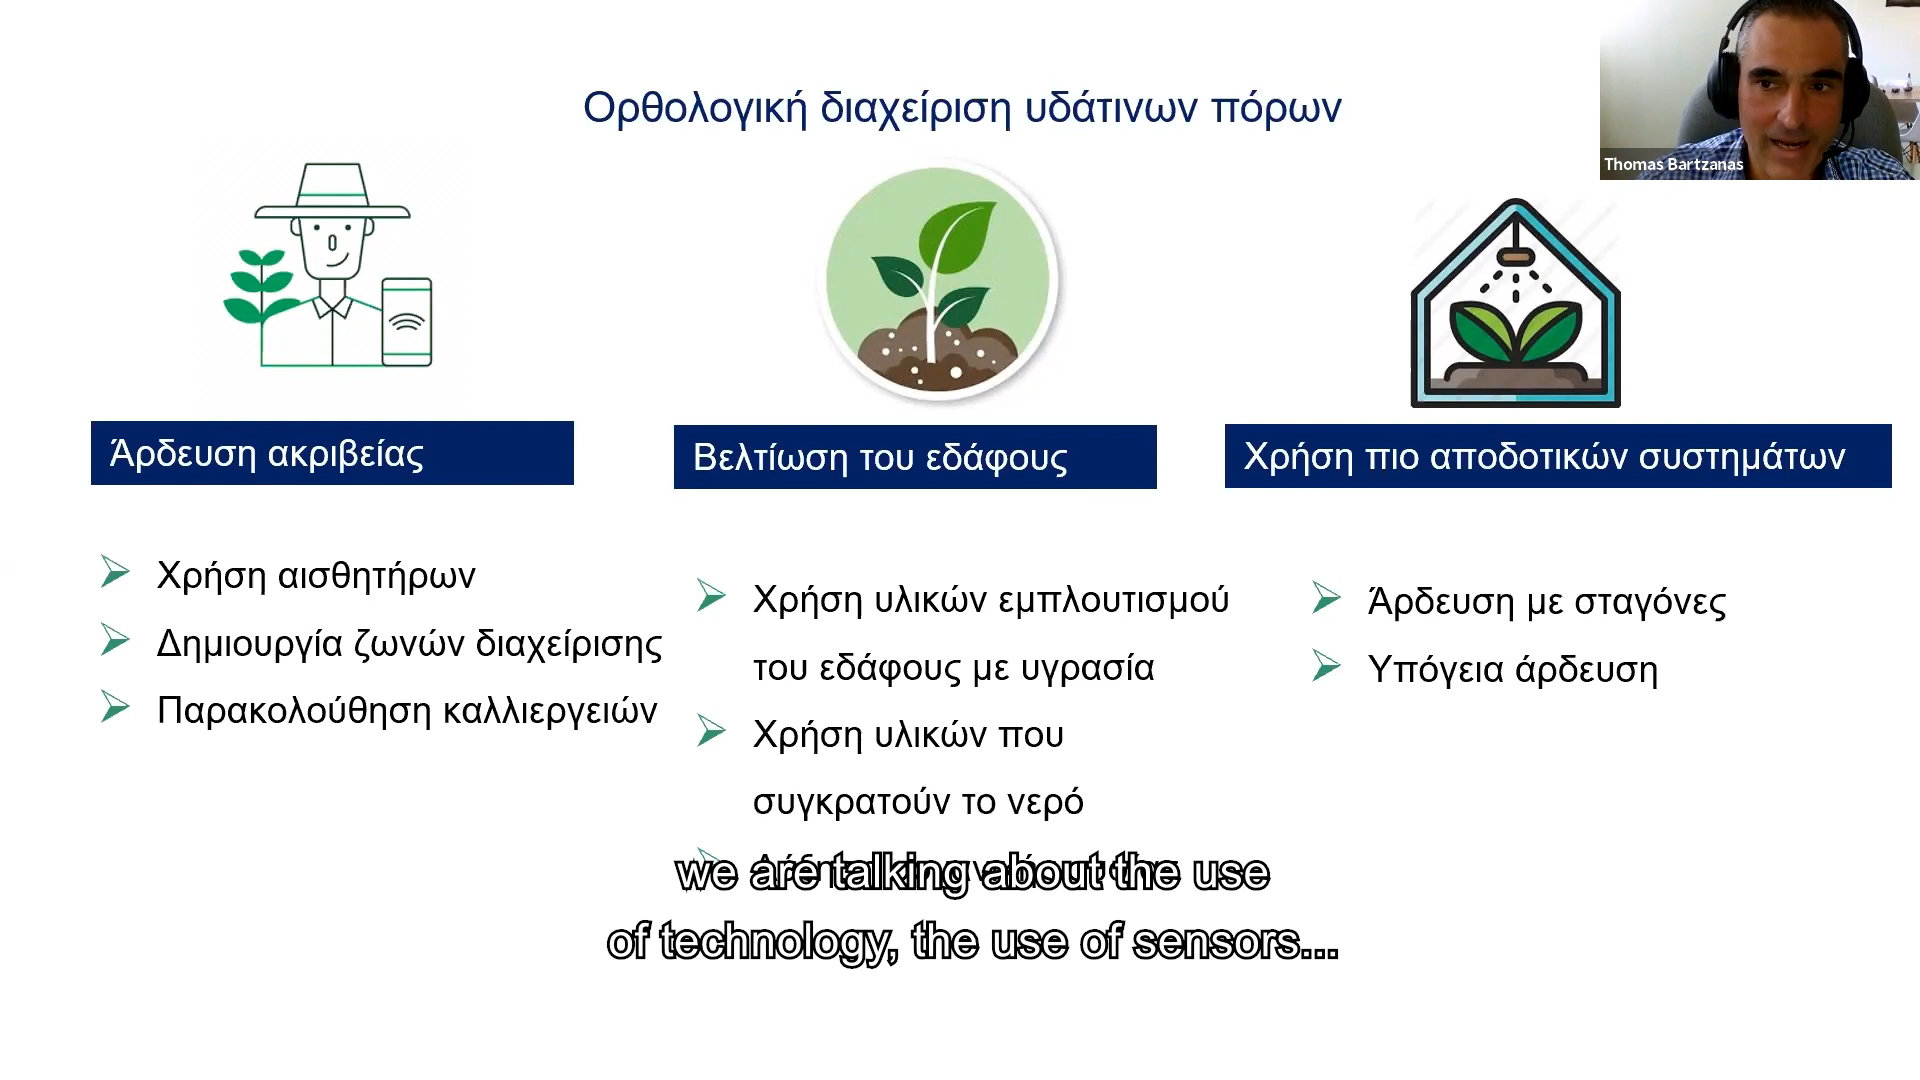 Ορθολογική διαχείριση υδάτινων πόρων
Thomas Bartzanas
Άρδευση ακριβείας
Χρήση αισθητήρων
Δημιουργία ζωνών διαχείρισης
Παρακολούθηση καλλιεργειών
Βελτίωση του εδάφους
Χρήση υλικών εμπλουτισμού
του εδάφους με υγρασία
Χρήση υλικών που
συγκρατούν το νερό
Χρήση πιο αποδοτικών συστημάτων
Άρδευση με σταγόνες
Υπόγεια άρδευση
we are talking about the use
of technology, the use of sensors...